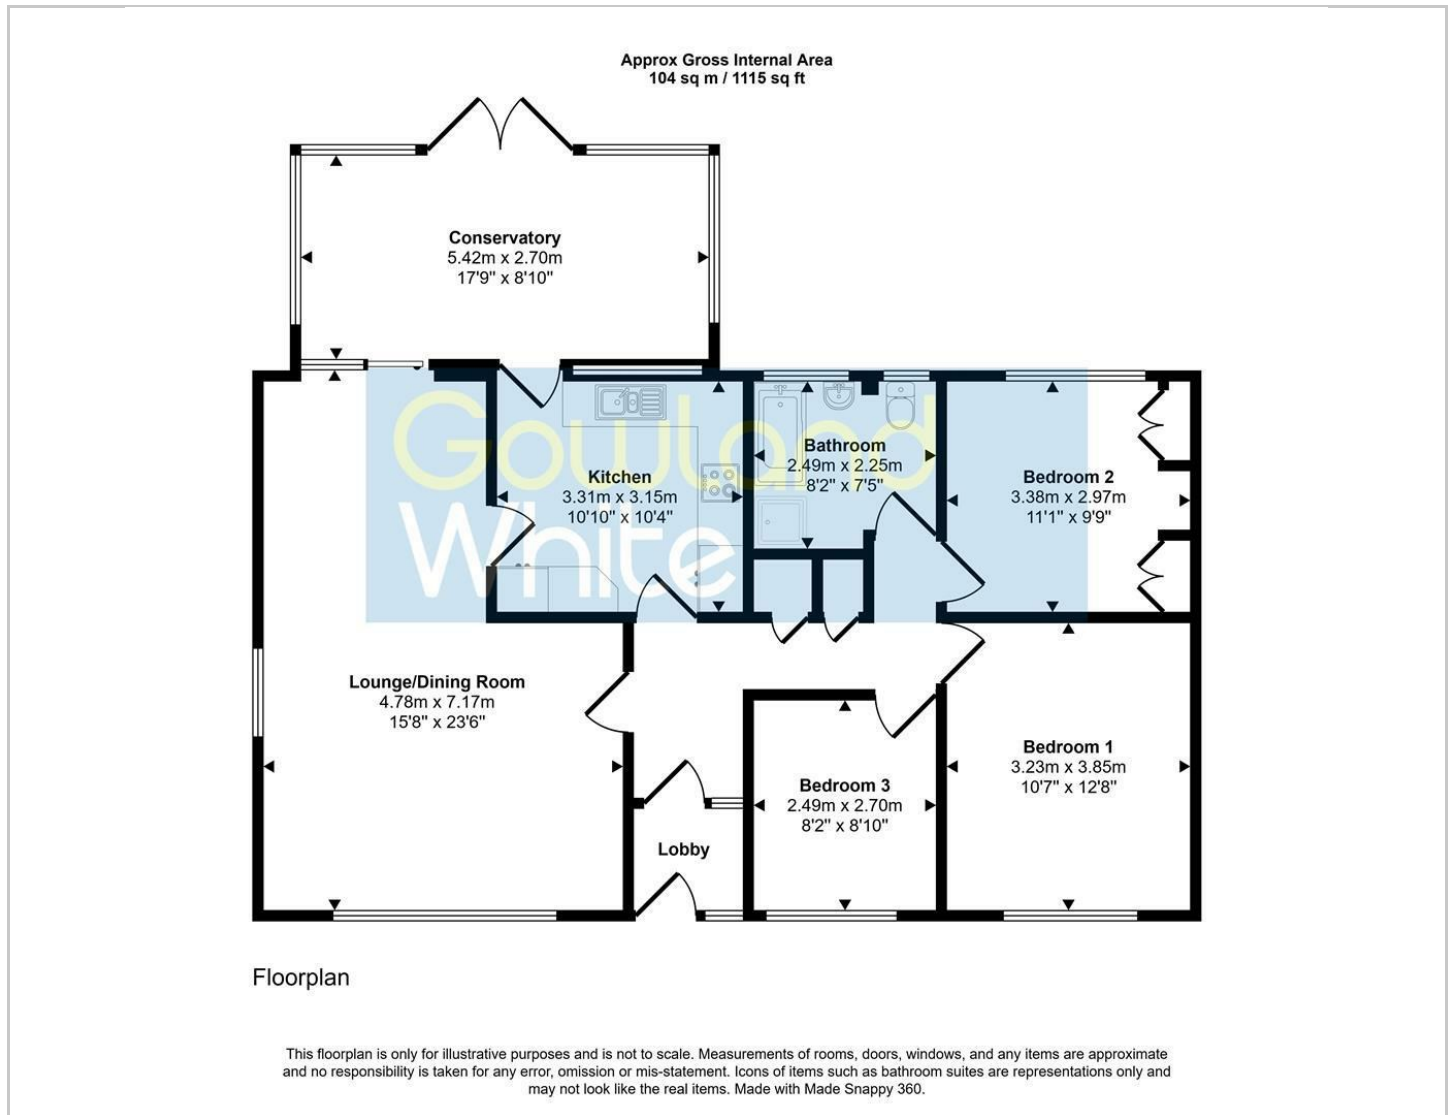 Approx Gross Internal Area
104 sq m / 1115 sq ft
Conservatory
5.42m x 2.70m
17'9" x 8'10"
Gowland
White
Kitchen
3.31m x 3.15m
10'10" x 10'4"
Bathroom
2.49m x 2.25m
8'2" x 7'5"
Bedroom 2
3.38m x 2.97m
11'1" x 9'9"
Lounge/Dining Room
4.78m x 7.17m
15'8" x 23'6"
Bedroom 1
3.23m x 3.85m
10'7" x 12'8"
Bedroom 3
2.49m x 2.70m
8'2" x 8'10"
Lobby
Floorplan
This floorplan is only for illustrative purposes and is not to scale. Measurements of rooms, doors, windows, and any items are approximate
and no responsibility is taken for any error, omission or mis-statement. Icons of items such as bathroom suites are representations only and
may not look like the real items. Made with Made Snappy 360.